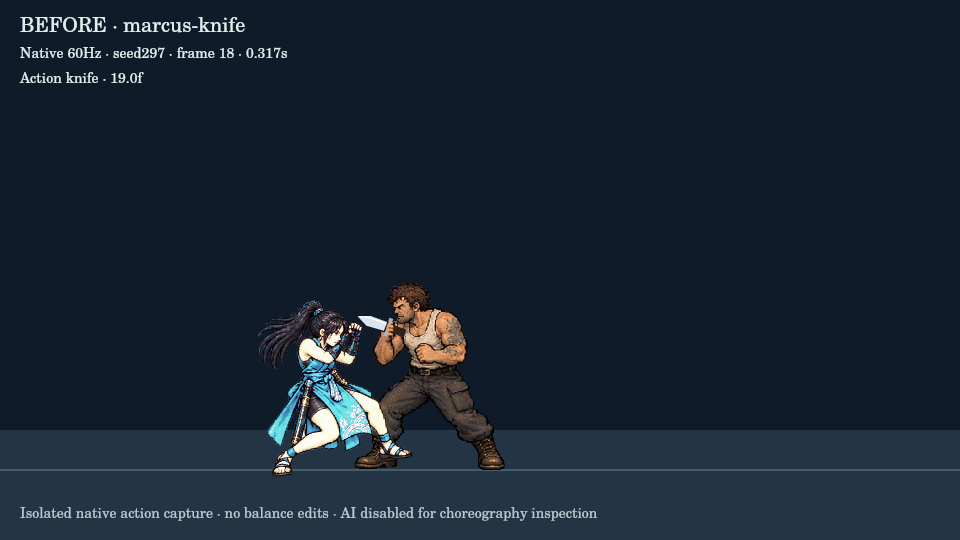 BEFORE · marcus-knife
Native 60Hz · seed297 · frame 18 · 0.317s
Action knife · 19.0f
Isolated native action capture · no balance edits · AI disabled for choreography inspection